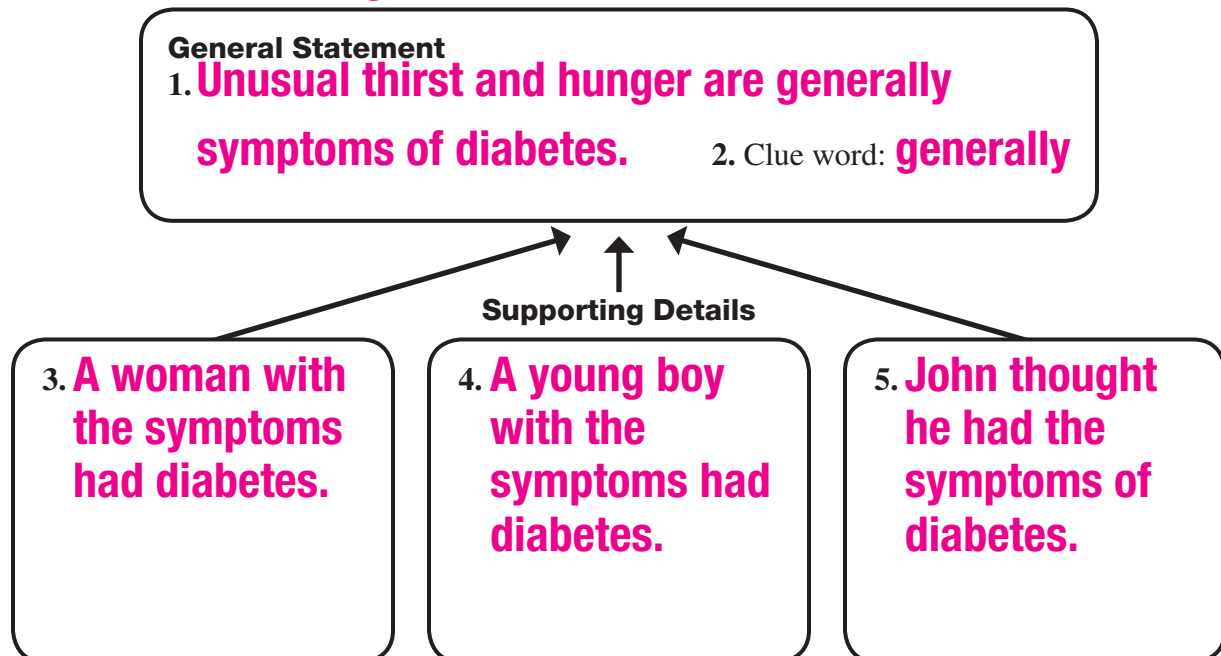 General Statement
1. Unusual thirst and hunger are generally
symptoms of diabetes. 2. Clue word: generally
Supporting Details
3. A woman with
the symptoms
had diabetes.
4. A young boy
with the
symptoms had
diabetes.
5. John thought
he had the
symptoms of
diabetes.